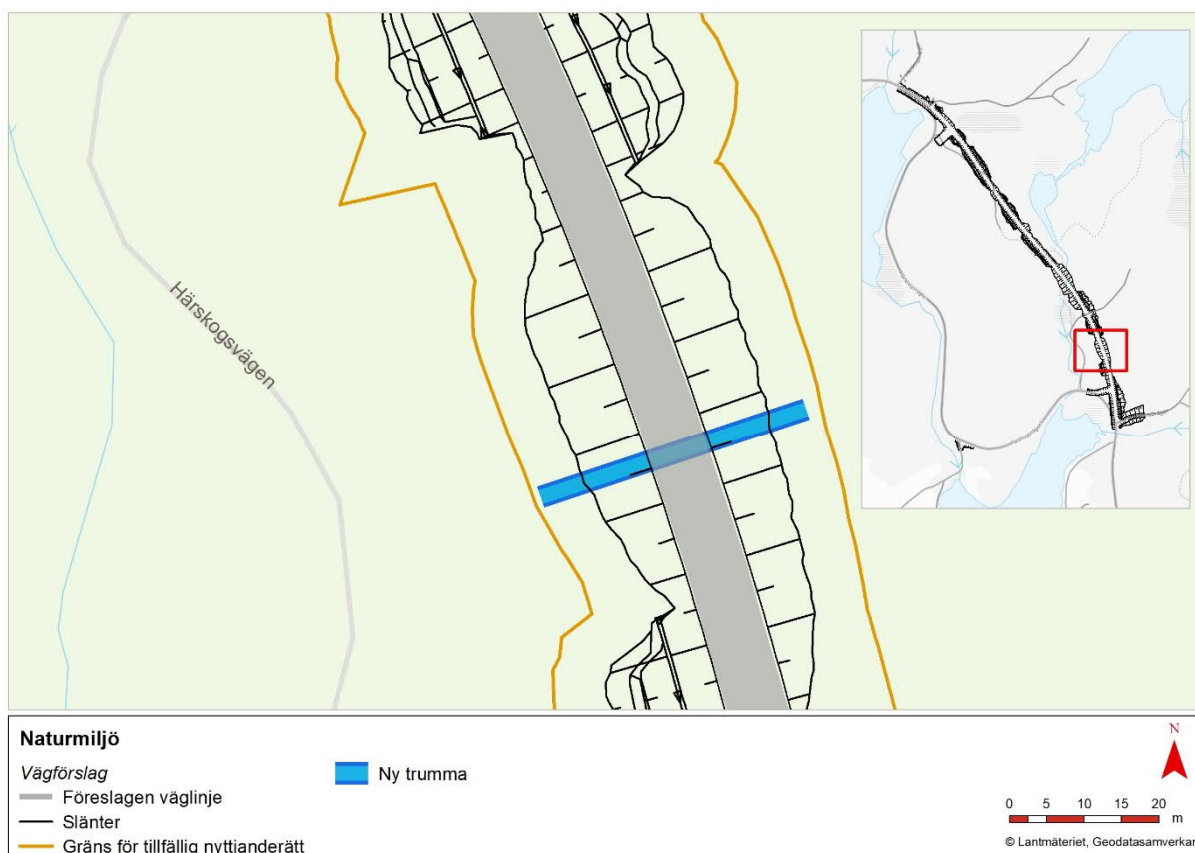 Härskogsvägen
Naturmiljö
Vägförslag
Föreslagen väglinje
Slänter
Gräns för tillfällig nyttjanderätt
Ny trumma
N
0 5 10 15 20
m
© Lantmäteriet, Geodatasamverkan